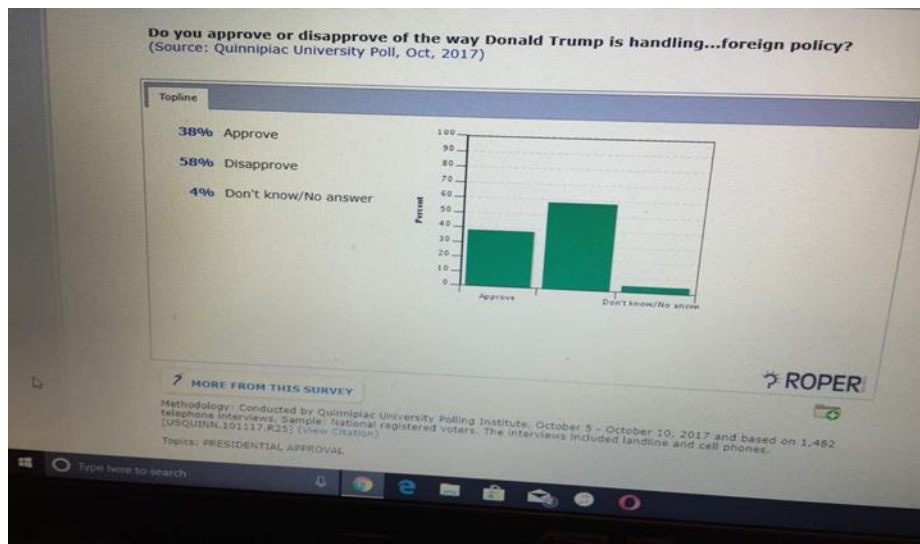 Do you approve or disapprove of the way Donald Trump is handling...foreign policy?
(Source: Quinnipiac University Poll, Oct, 2017)
Topline
38% Approve
58% Disapprove
4% Don't know/No answer
Percent
100
90
80
70
60
50
40
30
20
10
0
Approve
Don't know/No answe
ROPER
? MORE FROM THIS SURVEY
Methodology: Conducted by Quinnipiac University Polling Institute, October 5 - October 10, 2017 and based on 1,482
telephone interviews. Sample: National registered voters. The interviews included landline and cell phones.
[USQUINN.101117.R25] (View Citation)
Topics: PRESIDENTIAL APPROVAL
Type here to search